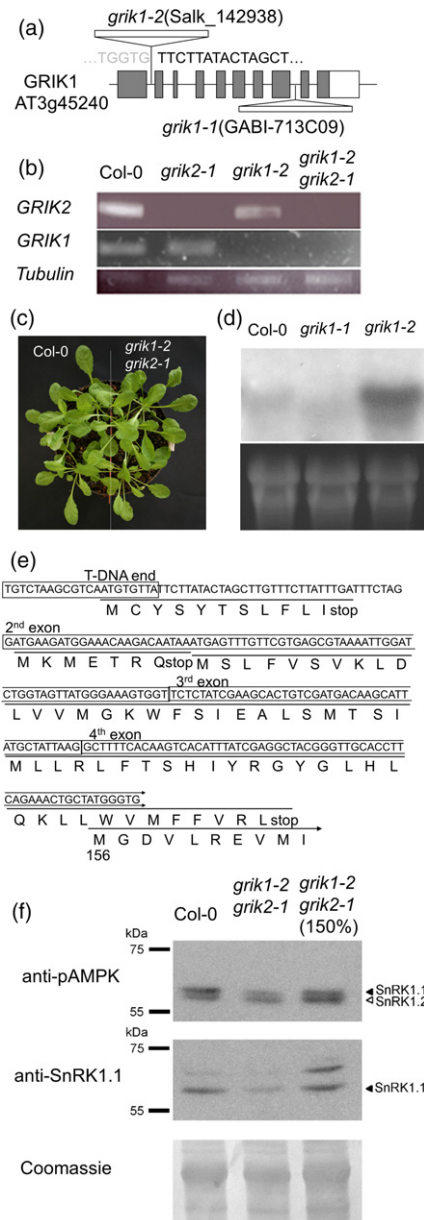 (a)
grik1-2(Salk_142938)
...TGGTG TTCTTATACTAGCT...
GRIK1
AT3g45240
grik1-1(GABI-713C09)
(b)
Col-0 grik2-1 grik1-2 grik1-2
grik2-1
GRIK2
GRIK1
Tubulin
(c)
Col-0 grik1-2
grik2-1
(d)
Col-0 grik1-1 grik1-2
(e)
T-DNA end
TGTCTAAGCGTCAATGTGTTATTCTTATACTAGCTTGTTTCTTATTTGATTTCTAG
M C Y S Y T S L F L I stop
2nd exon
GATGAAGATGGAAACAAGACAATAAATGAGTTTGTTCGTGAGCGTAAAATTGGAT
M K M E T R Qstop M S L F V S V K L D
3rd exon
CTGGTAGTTATGGGAAAGTGGTTCTCTATCGAAGCACTGTCGATGACAAGCATT
L V V M G K W F S I E A L S M T S I
4th exon
ATGCTATTAAGGCTTTTCACAAGTCACATTTATCGAGGCTACGGGTTGCACCTT
M L L R L F T S H I Y R G Y G L H L
CAGAAACTGCTATGGGTG
Q K L L W V M F F V R L stop
M G D V L R E V M I
156
(f)
Col-0 grik1-2
grik2-1 grik1-2
grik2-1
(150%)
kDa
75
anti-pAMPK
SnRK1.1
SnRK1.2
55
kDa
75
anti-SnRK1.1
SnRK1.1
55
Coomassie